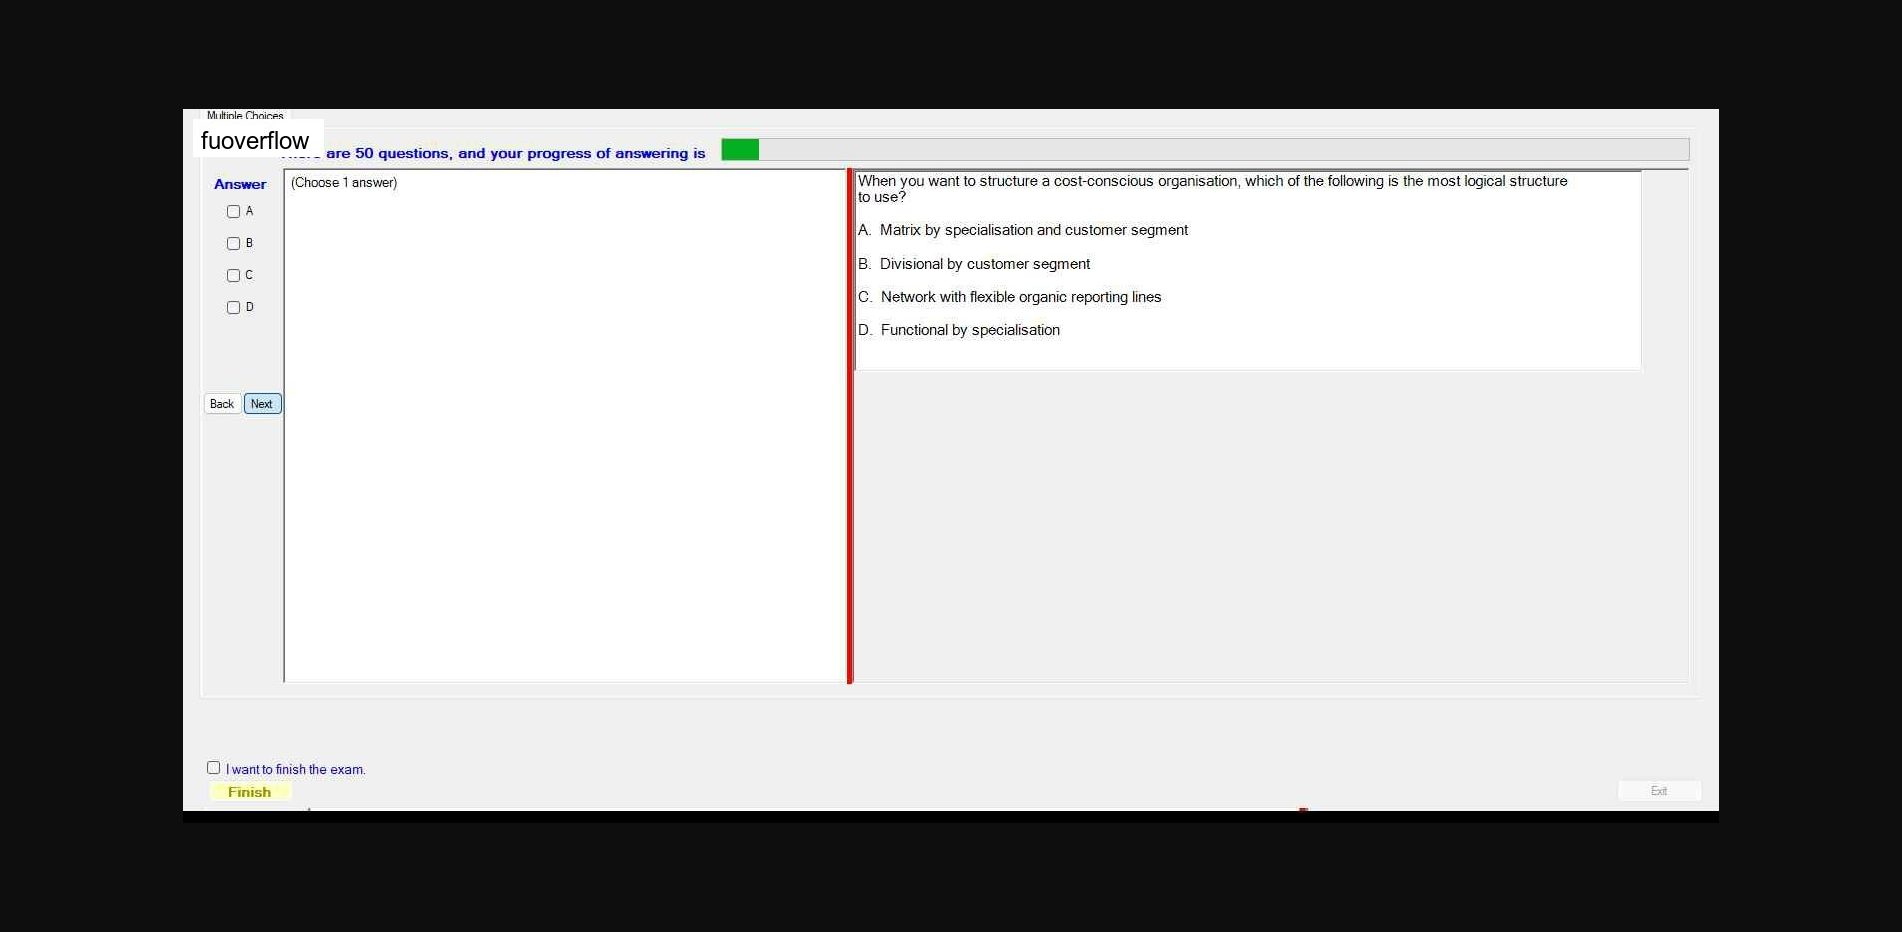 Multiple Choices
fuoverflow
are 50 questions, and your progress of answering is
Answer
(Choose 1 answer)
A
B
C
D
Back
Next
When you want to structure a cost-conscious organisation, which of the following is the most logical structure
to use?
A. Matrix by specialisation and customer segment
B. Divisional by customer segment
C. Network with flexible organic reporting lines
D. Functional by specialisation
I want to finish the exam.
Finish
Exit